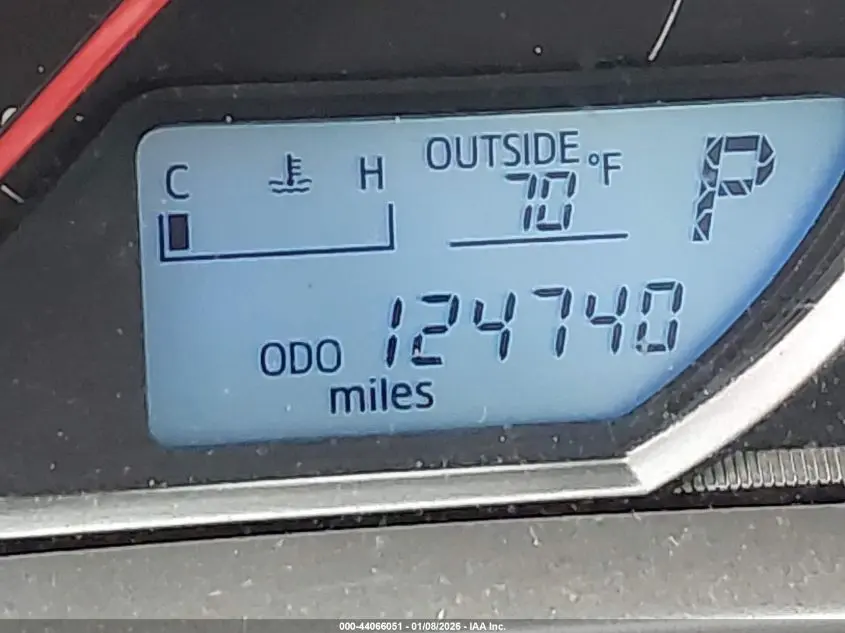 C H OUTSIDE °F
70 P
ODO 124740
miles
000-44066051 - 01/08/2026 - IAA Inc.